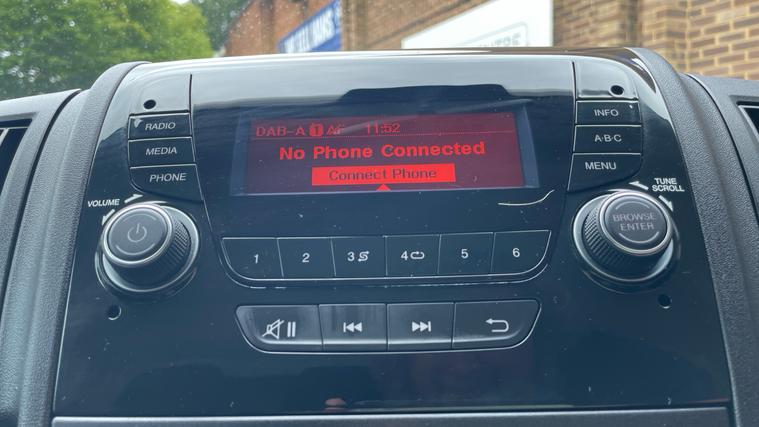 RADIO
MEDIA
PHONE
VOLUME
DAB-A 1 AF 11:52
No Phone Connected
Connect Phone
INFO
A·B·C
MENU
TUNE
SCROLL
BROWSE
ENTER
1 2 3 4 5 6